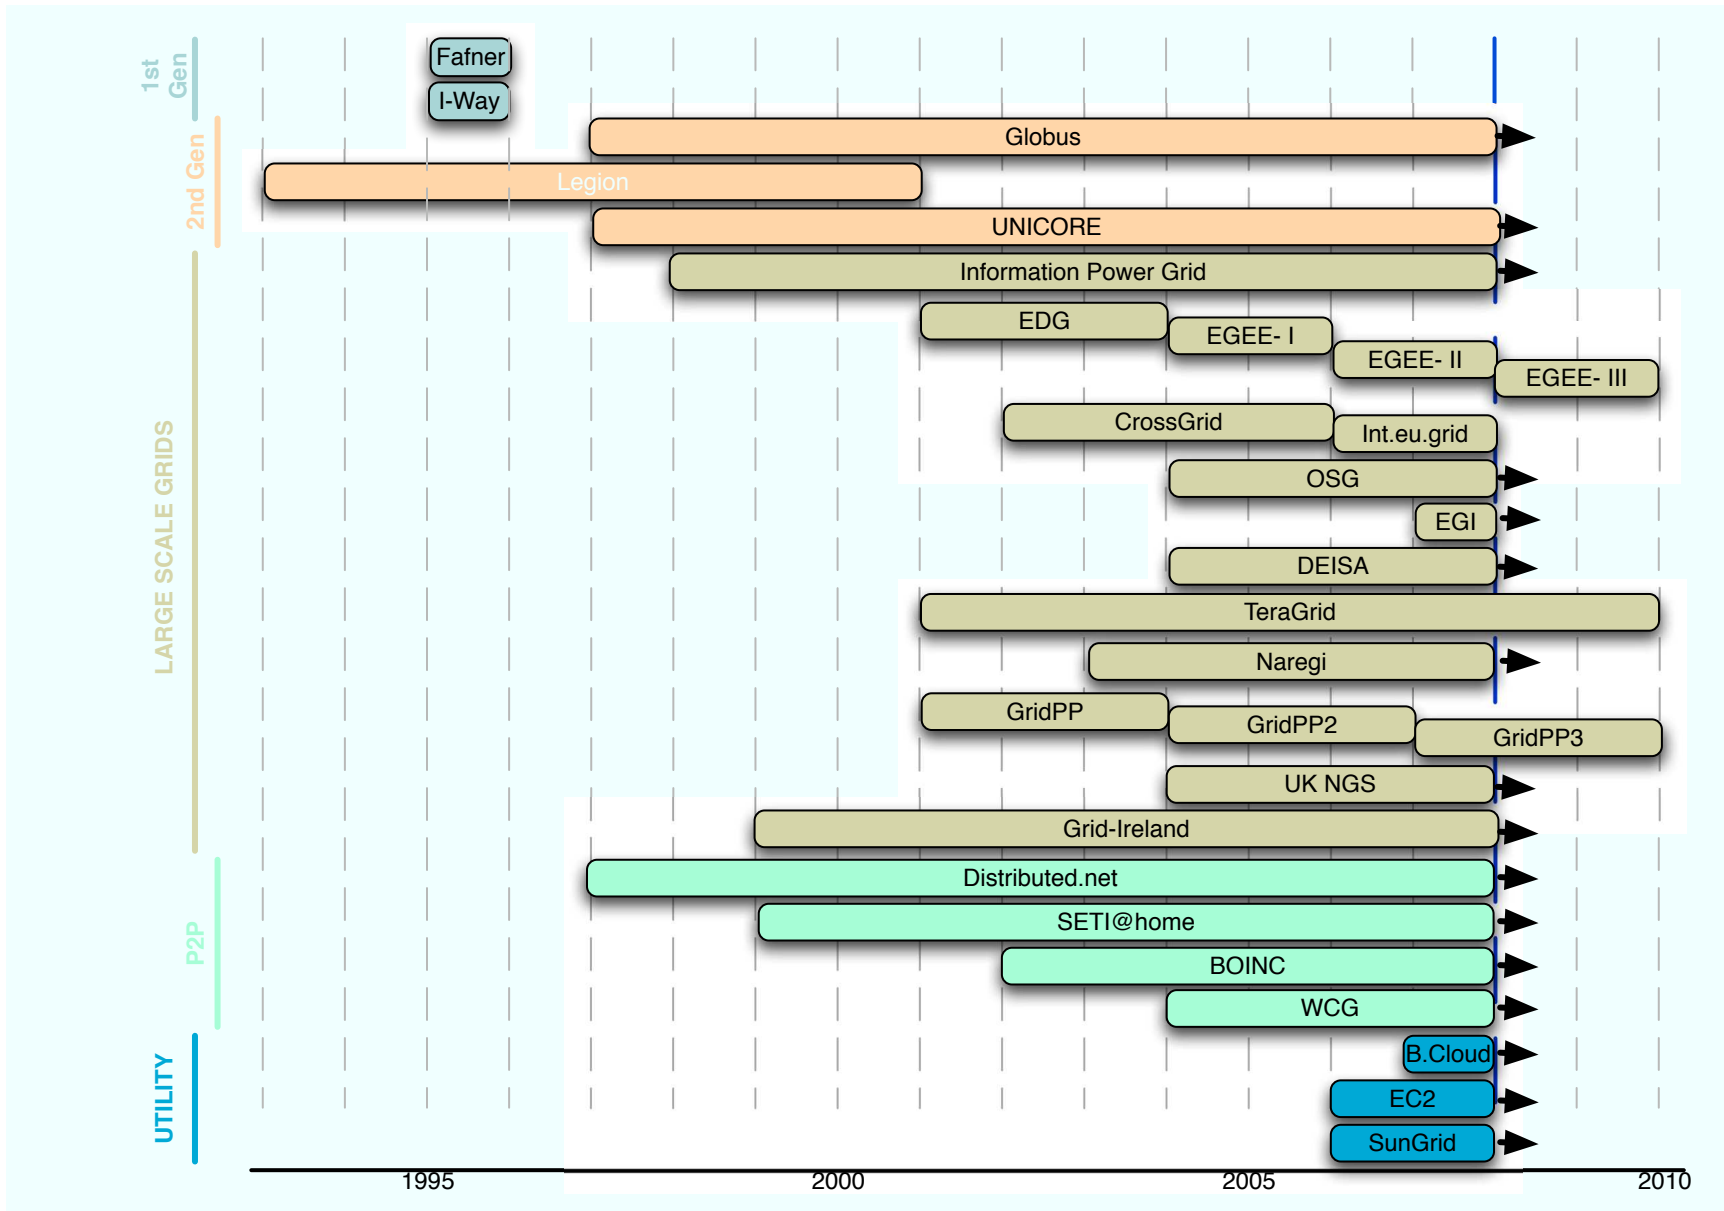 1st
Gen
Fafner
I-Way
2nd Gen
Globus
Legion
UNICORE
LARGE SCALE GRIDS
Information Power Grid
EDG
EGEE- I
EGEE- II
EGEE- III
CrossGrid
Int.eu.grid
OSG
EGI
DEISA
TeraGrid
Naregi
GridPP
GridPP2
GridPP3
UK NGS
Grid-Ireland
P2P
Distributed.net
SETI@home
BOINC
WCG
UTILITY
B.Cloud
EC2
SunGrid
1995 2000 2005 2010